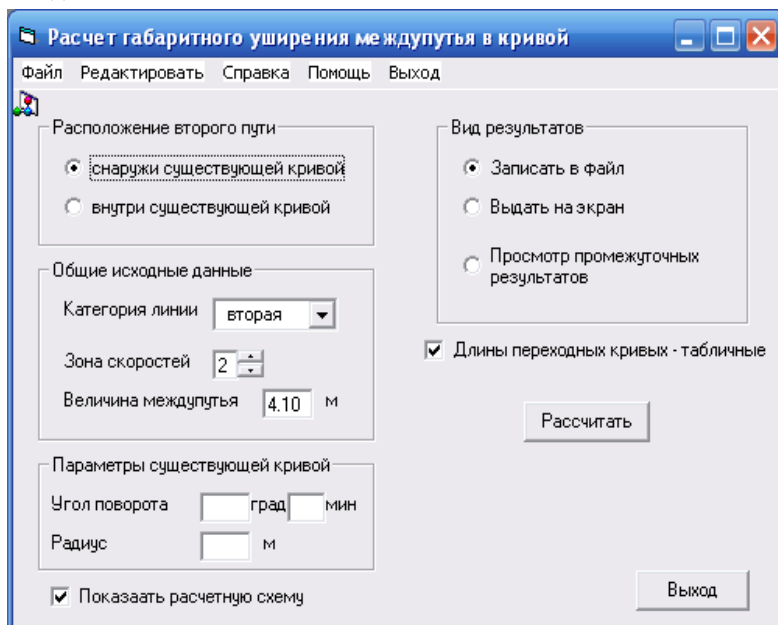 Расчет габаритного уширения междупутья в кривой
Файл Редактировать Справка Помощь Выход
Расположение второго пути
снаружи существующей кривой
внутри существующей кривой
Общие исходные данные
Категория линии вторая
Зона скоростей 2
Величина междупутья 4.10 м
Параметры существующей кривой
Угол поворота град мин
Радиус м
Показаать расчетную схему
Вид результатов
Записать в файл
Выдать на экран
Просмотр промежуточных
результатов
Длины переходных кривых - табличные
Рассчитать
Выход